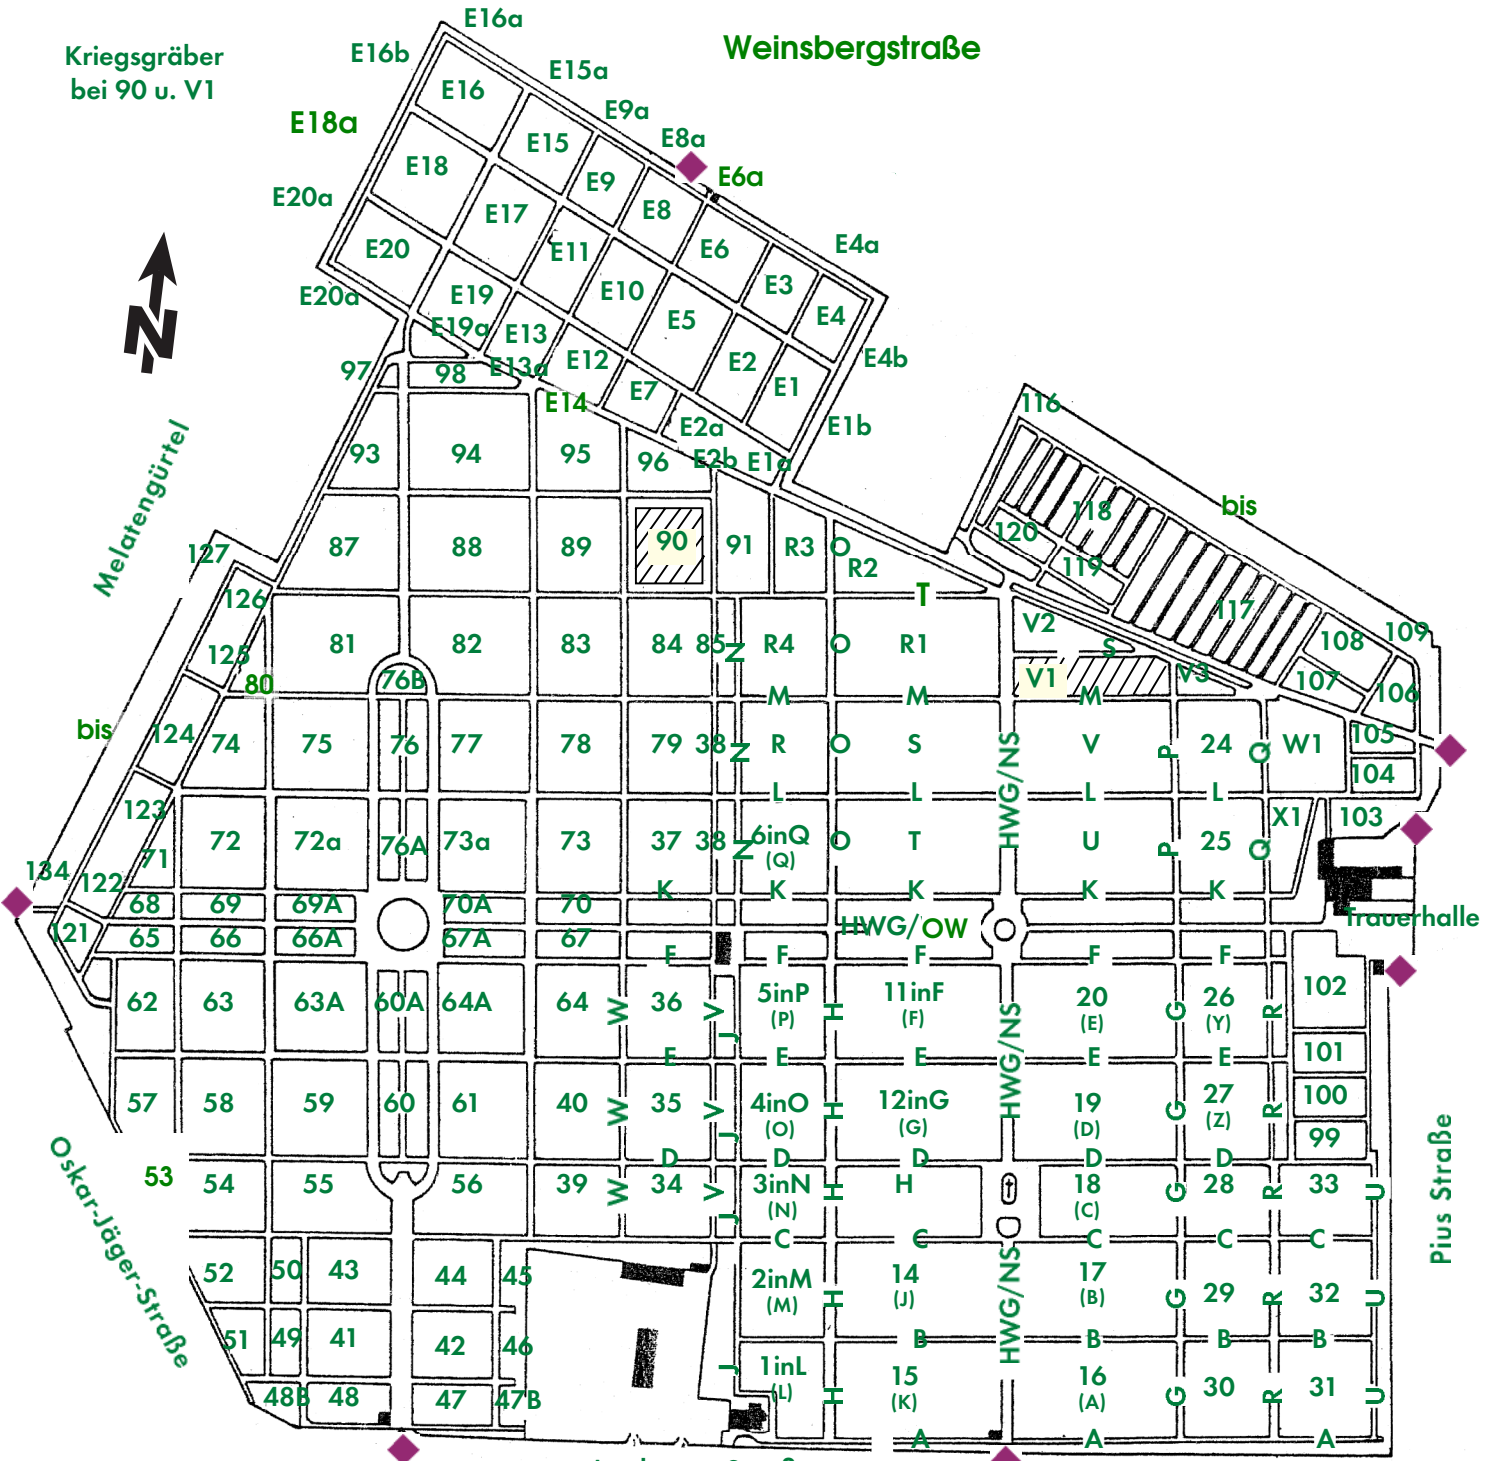 E16a
Weinsbergstraße
Kriegsgräber
bei 90 u. V1
E16b
E15a
E16
E9a
E18a
E8a
E15
E18
E6a
E9
E20a
E17
E8
E20
E11
E6
E4a
E20a
E19
E10
E3
N
E19a
E13
E5
E4
97
98
E13a
E12
E2
E4b
E14
E7
E1
116
E2a
E1b
Melatengürtel
93
94
95
96
E2b
E1a
bis
118
127
87
88
89
90
91
R3
O
R2
120
119
T
126
117
V2
108
109
125
81
82
83
84
85
N
R4
O
R1
S
80
76B
V1
V3
107
106
M
M
M
bis
124
74
75
76
77
78
79
38
N
R
O
S
HWG/NS
V
P
24
Q
W1
105
104
123
L
L
L
L
X1
103
71
72
72a
76A
73a
73
37
38
N
6inQ
(Q)
O
T
U
P
25
Q
134
122
K
K
K
K
K
68
69
69A
70A
70
Trauerhalle
121
65
66
66A
67A
67
HWG/OW
F
F
F
F
F
62
63
63A
60A
64A
64
W
36
V
J
5inP
(P)
H
11inF
(F)
HWG/NS
20
(E)
G
26
(Y)
R
102
E
E
E
E
E
101
57
58
59
60
61
40
W
35
V
J
4inO
(O)
H
12inG
(G)
19
(D)
G
27
(Z)
R
100
99
D
D
D
D
D
Pius Straße
Oskar-Jäger-Straße
53
54
55
56
39
W
34
V
J
3inN
(N)
H
H
18
(C)
G
28
R
33
U
C
C
C
C
C
52
50
43
44
45
2inM
(M)
H
14
(J)
HWG/NS
17
(B)
G
29
R
32
U
51
49
41
42
46
B
B
B
B
J
1inL
(L)
H
15
(K)
16
(A)
G
30
R
31
U
48B
48
47
47B
A
A
A